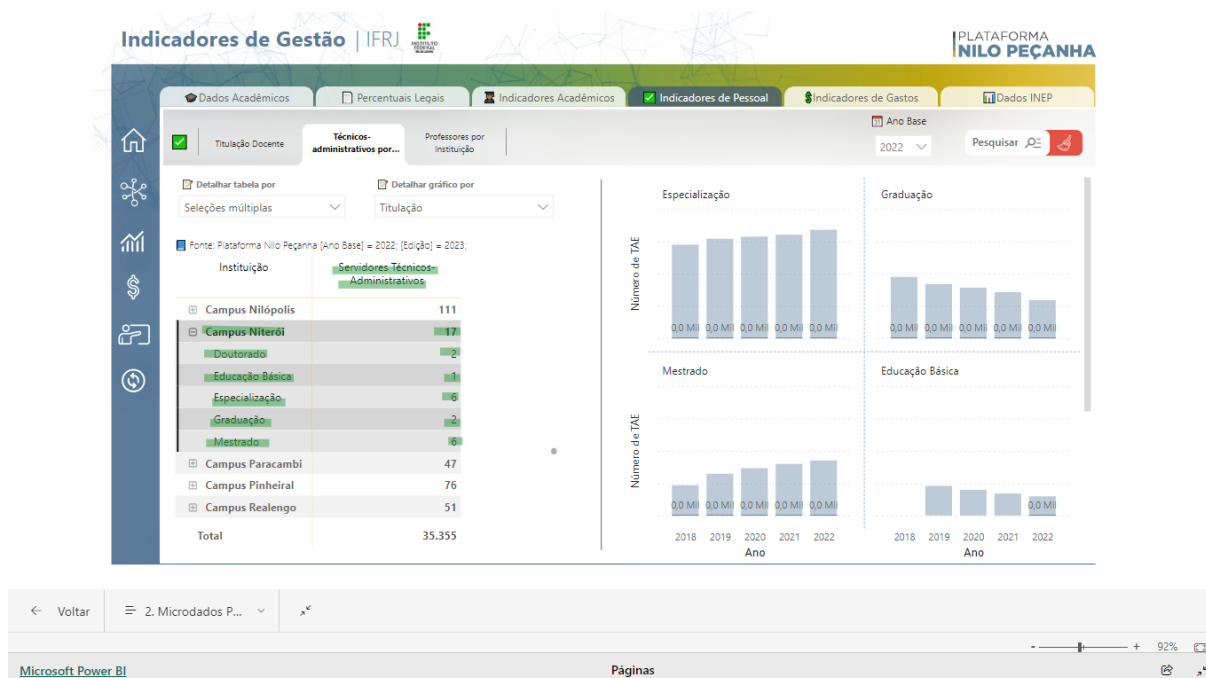 Indicadores de Gestão | IFRJ
INSTITUTO
FEDERAL
PLATAFORMA
NILO PEÇANHA
Dados Acadêmicos
Percentuais Legais
Indicadores Acadêmicos
Indicadores de Pessoal
Indicadores de Gastos
Dados INEP
Titulação Docente
Técnicos-
administrativos por...
Professores por
Instituição
Ano Base
2022
Pesquisar
Detalhar tabela por
Seleções múltiplas
Detalhar gráfico por
Titulação
Fonte: Plataforma Nilo Peçanha [Ano Base] = 2022; [Edição] = 2023;
Instituição
Servidores Técnicos-
Administrativos
Campus Nilópolis 111
Campus Niterói 17
Doutorado 2
Educação Básica 1
Especialização 6
Graduação 2
Mestrado 6
Campus Paracambi 47
Campus Pinheiral 76
Campus Realengo 51
Total 35.355
Especialização
Número de TAE
0,0 Mil 0,0 Mil 0,0 Mil 0,0 Mil 0,0 Mil
Graduação
0,0 Mil 0,0 Mil 0,0 Mil 0,0 Mil 0,0 Mil
Mestrado
Número de TAE
0,0 Mil 0,0 Mil 0,0 Mil 0,0 Mil 0,0 Mil
2018 2019 2020 2021 2022
Ano
Educação Básica
0,0 Mil
2018 2019 2020 2021 2022
Ano
Voltar
2. Microdados P...
- + 92%
Microsoft Power BI
Páginas